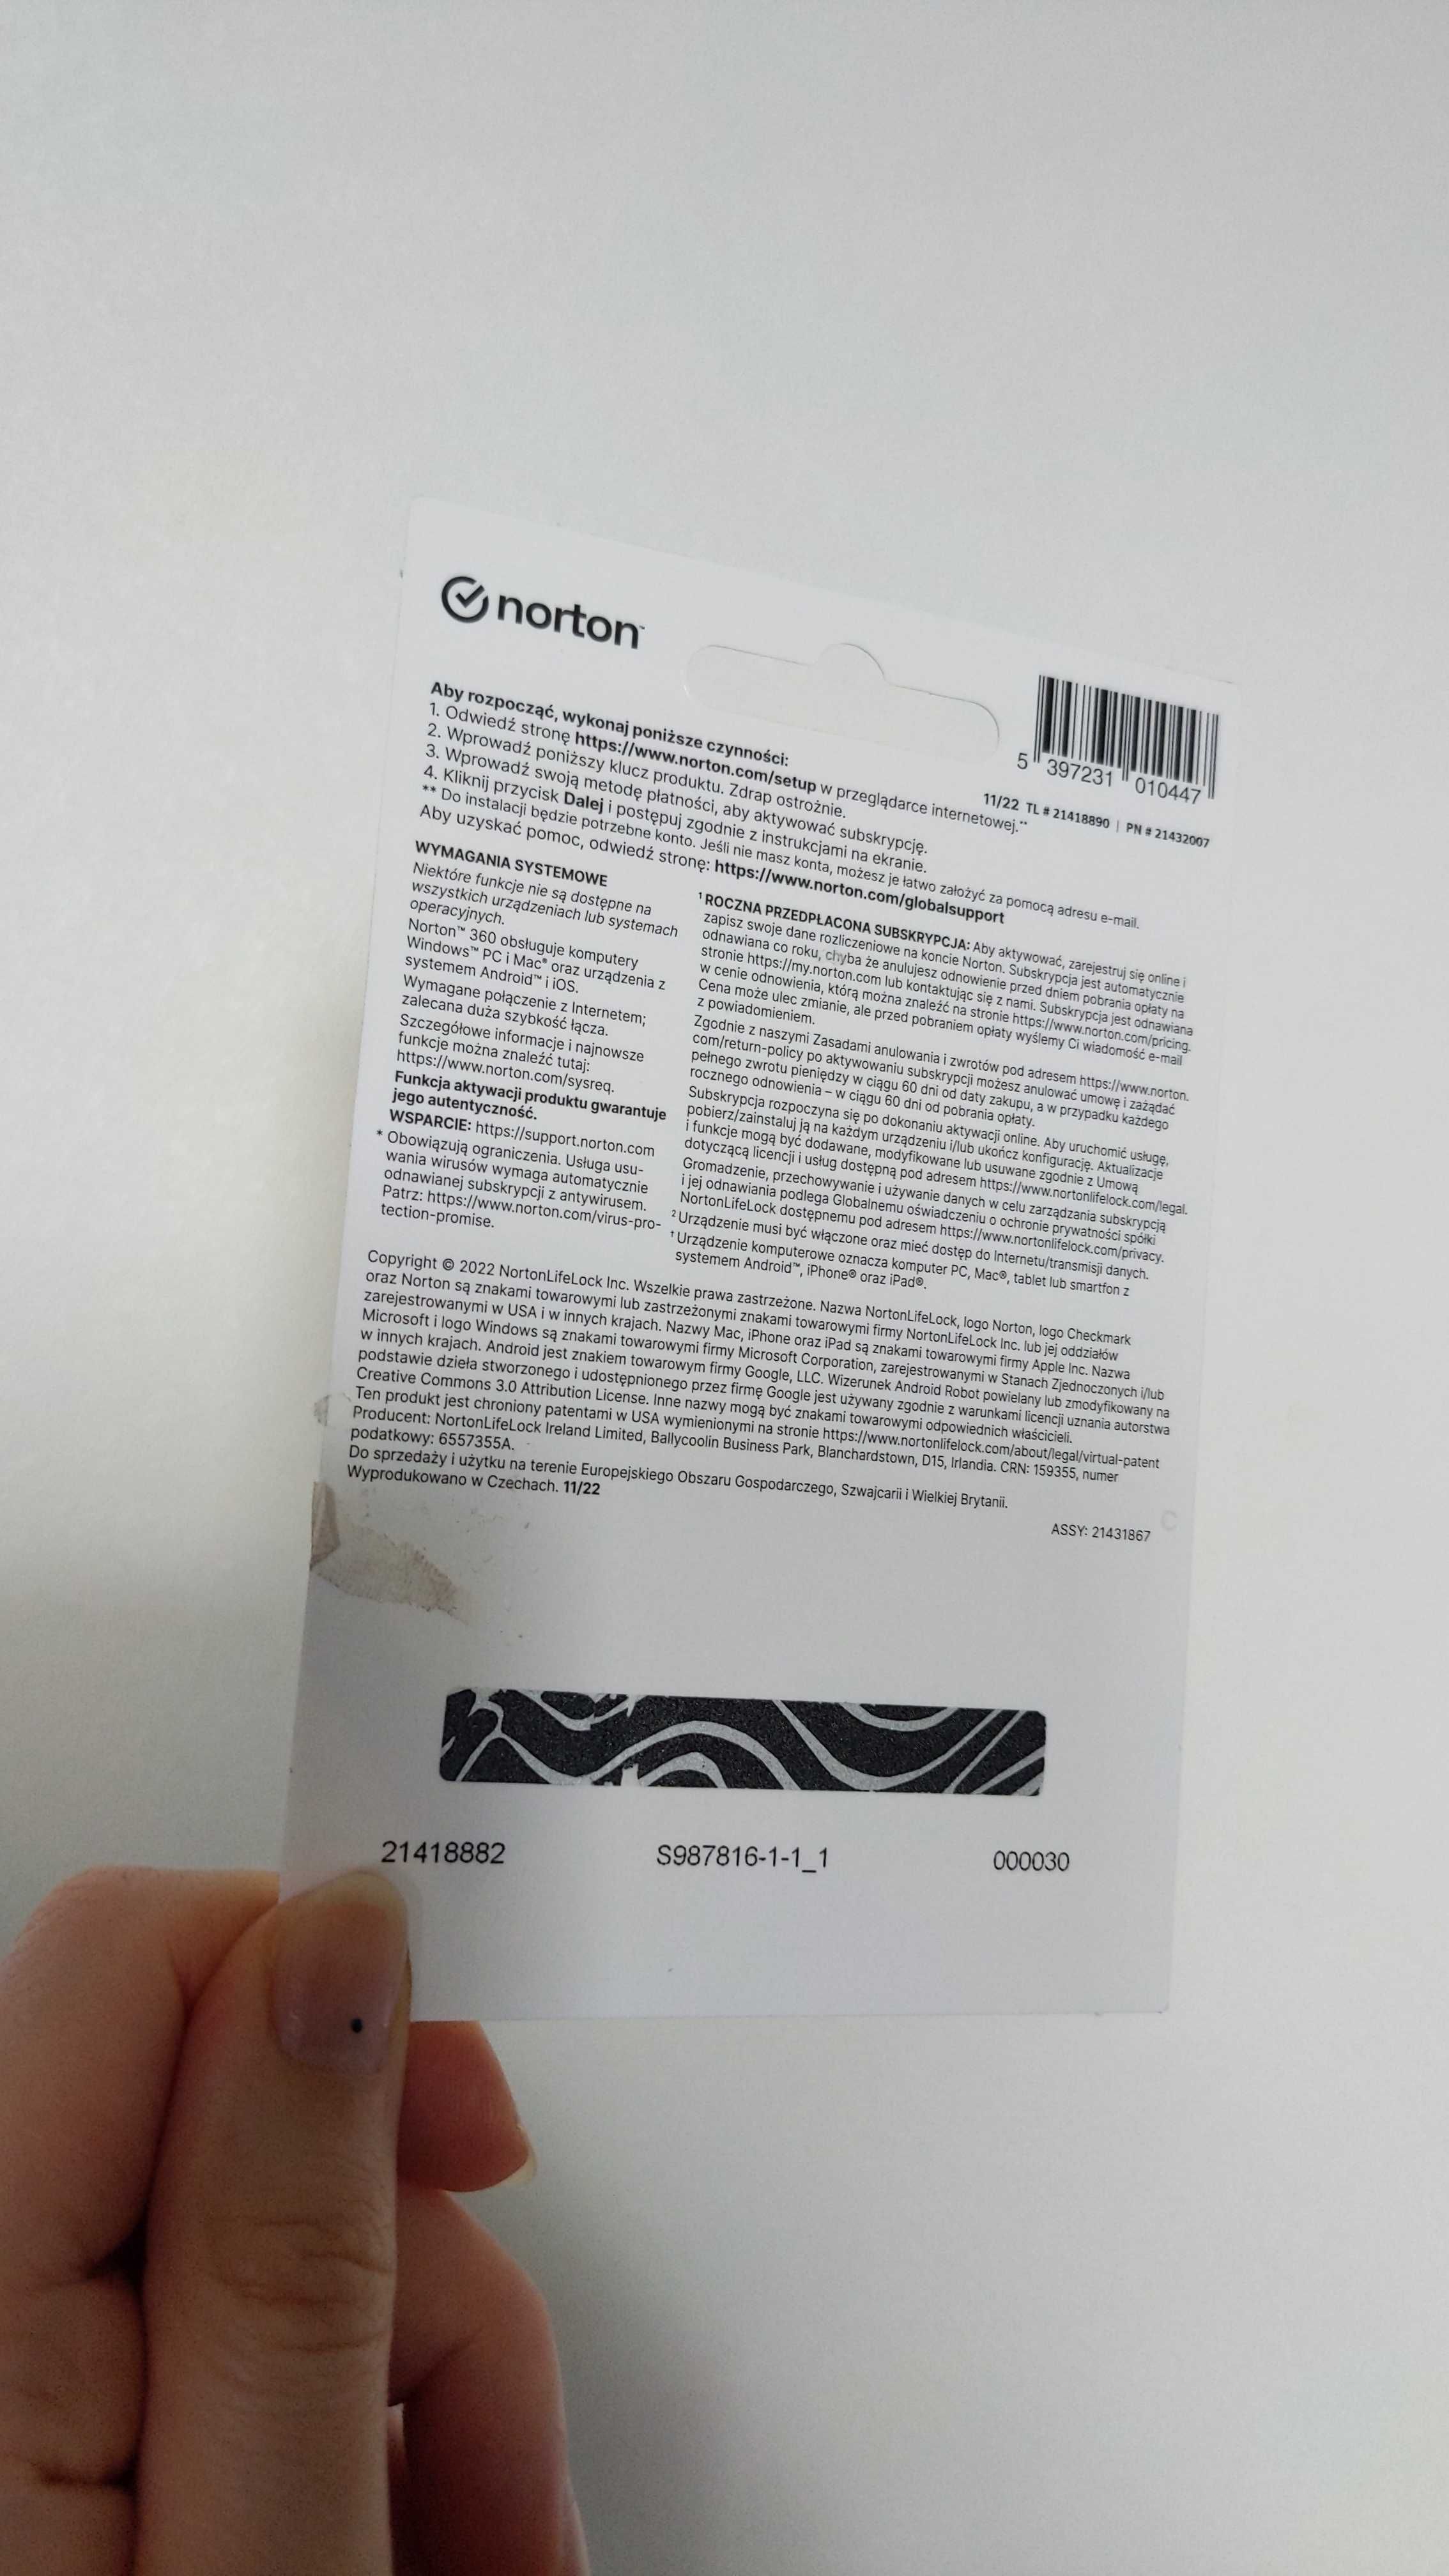 norton™
5 397231 010447
11/22 TL # 21418890 | PN # 21432007
Aby rozpocząć, wykonaj poniższe czynności:
1. Odwiedź stronę https://www.norton.com/setup w przeglądarce internetowej.**
2. Wprowadź poniższy klucz produktu. Zdrap ostrożnie.
3. Wprowadź swoją metodę płatności, aby aktywować subskrypcję.
4. Kliknij przycisk Dalej i postępuj zgodnie z instrukcjami na ekranie.
** Do instalacji będzie potrzebne konto. Jeśli nie masz konta, możesz je łatwo założyć za pomocą adresu e-mail.
Aby uzyskać pomoc, odwiedź stronę: https://www.norton.com/globalsupport
WYMAGANIA SYSTEMOWE
Niektóre funkcje nie są dostępne na
wszystkich urządzeniach lub systemach
operacyjnych.
Norton™ 360 obsługuje komputery
Windows™ PC i Mac® oraz urządzenia z
systemem Android™ i iOS.
Wymagane połączenie z Internetem;
zalecana duża szybkość łącza.
Szczegółowe informacje i najnowsze
funkcje można znaleźć tutaj:
https://www.norton.com/sysreq.
Funkcja aktywacji produktu gwarantuje
jego autentyczność.
WSPARCIE: https://support.norton.com
* Obowiązują ograniczenia. Usługa usu-
wania wirusów wymaga automatycznie
odnawianej subskrypcji z antywirusem.
Patrz: https://www.norton.com/virus-pro-
tection-promise.
¹ ROCZNA PRZEDPŁACONA SUBSKRYPCJA: Aby aktywować, zarejestruj się online i
zapisz swoje dane rozliczeniowe na koncie Norton. Subskrypcja jest automatycznie
odnawiana co roku, chyba że anulujesz odnowienie przed dniem pobrania opłaty na
stronie https://my.norton.com lub kontaktując się z nami. Subskrypcja jest odnawiana
w cenie odnowienia, którą można znaleźć na stronie https://www.norton.com/pricing.
Cena może ulec zmianie, ale przed pobraniem opłaty wyślemy Ci wiadomość e-mail
z powiadomieniem.
Zgodnie z naszymi Zasadami anulowania i zwrotów pod adresem https://www.norton.
com/return-policy po aktywowaniu subskrypcji możesz anulować umowę i zażądać
pełnego zwrotu pieniędzy w ciągu 60 dni od daty zakupu, a w przypadku każdego
rocznego odnowienia – w ciągu 60 dni od pobrania opłaty.
Subskrypcja rozpoczyna się po dokonaniu aktywacji online. Aby uruchomić usługę,
pobierz/zainstaluj ją na każdym urządzeniu i/lub ukończ konfigurację. Aktualizacje
i funkcje mogą być dodawane, modyfikowane lub usuwane zgodnie z Umową
dotyczącą licencji i usług dostępną pod adresem https://www.nortonlifelock.com/legal.
Gromadzenie, przechowywanie i używanie danych w celu zarządzania subskrypcją
i jej odnawiania podlega Globalnemu oświadczeniu o ochronie prywatności spółki
NortonLifeLock dostępnemu pod adresem https://www.nortonlifelock.com/privacy.
² Urządzenie musi być włączone oraz mieć dostęp do Internetu/transmisji danych.
† Urządzenie komputerowe oznacza komputer PC, Mac®, tablet lub smartfon z
systemem Android™, iPhone® oraz iPad®.
Copyright © 2022 NortonLifeLock Inc. Wszelkie prawa zastrzeżone. Nazwa NortonLifeLock, logo Norton, logo Checkmark
oraz Norton są znakami towarowymi lub zastrzeżonymi znakami towarowymi firmy NortonLifeLock Inc. lub jej oddziałów
zarejestrowanymi w USA i w innych krajach. Nazwy Mac, iPhone oraz iPad są znakami towarowymi firmy Apple Inc. Nazwa
Microsoft i logo Windows są znakami towarowymi firmy Microsoft Corporation, zarejestrowanymi w Stanach Zjednoczonych i/lub
w innych krajach. Android jest znakiem towarowym firmy Google, LLC. Wizerunek Android Robot powielany lub zmodyfikowany na
podstawie dzieła stworzonego i udostępnionego przez firmę Google jest używany zgodnie z warunkami licencji uznania autorstwa
Creative Commons 3.0 Attribution License. Inne nazwy mogą być znakami towarowymi odpowiednich właścicieli.
Ten produkt jest chroniony patentami w USA wymienionymi na stronie https://www.nortonlifelock.com/about/legal/virtual-patent
Producent: NortonLifeLock Ireland Limited, Ballycoolin Business Park, Blanchardstown, D15, Irlandia. CRN: 159355, numer
podatkowy: 6557355A.
Do sprzedaży i użytku na terenie Europejskiego Obszaru Gospodarczego, Szwajcarii i Wielkiej Brytanii.
Wyprodukowano w Czechach. 11/22
ASSY: 21431867
21418882 S987816-1-1_1 000030